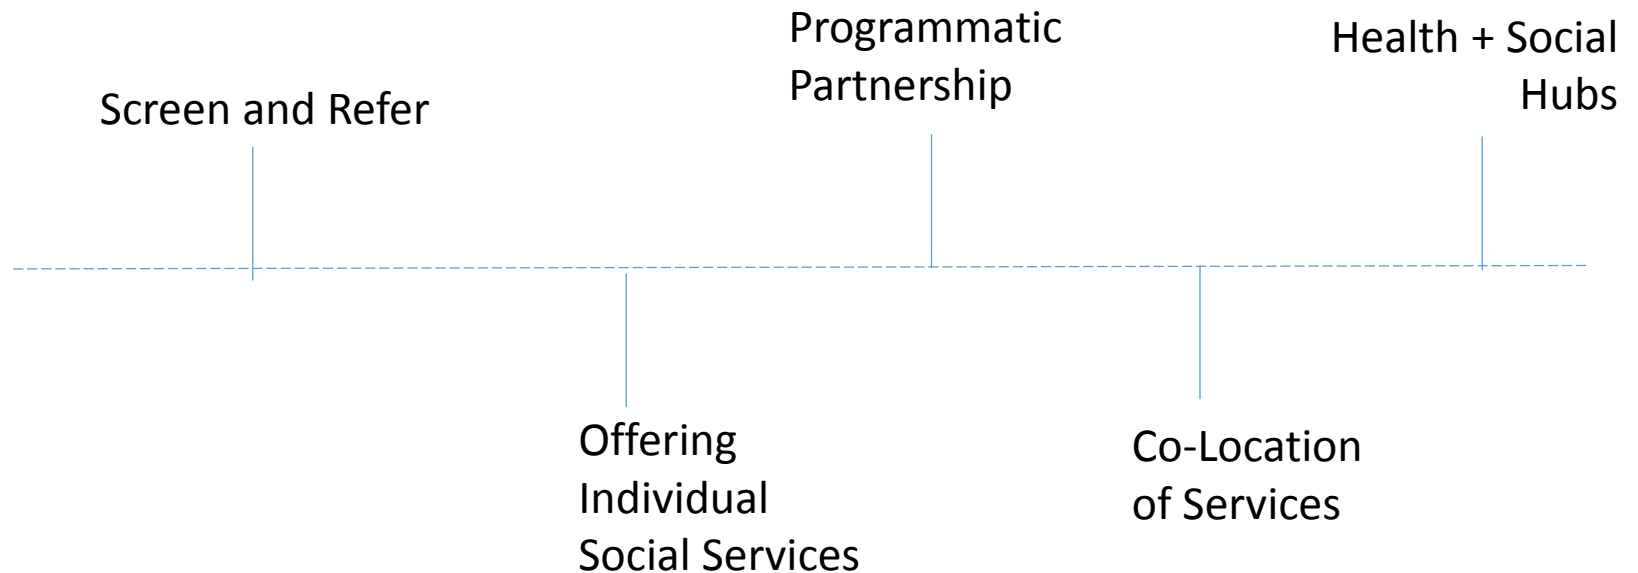 Screen and Refer
Offering
Individual
Social Services
Programmatic
Partnership
Co-Location
of Services
Health + Social
Hubs